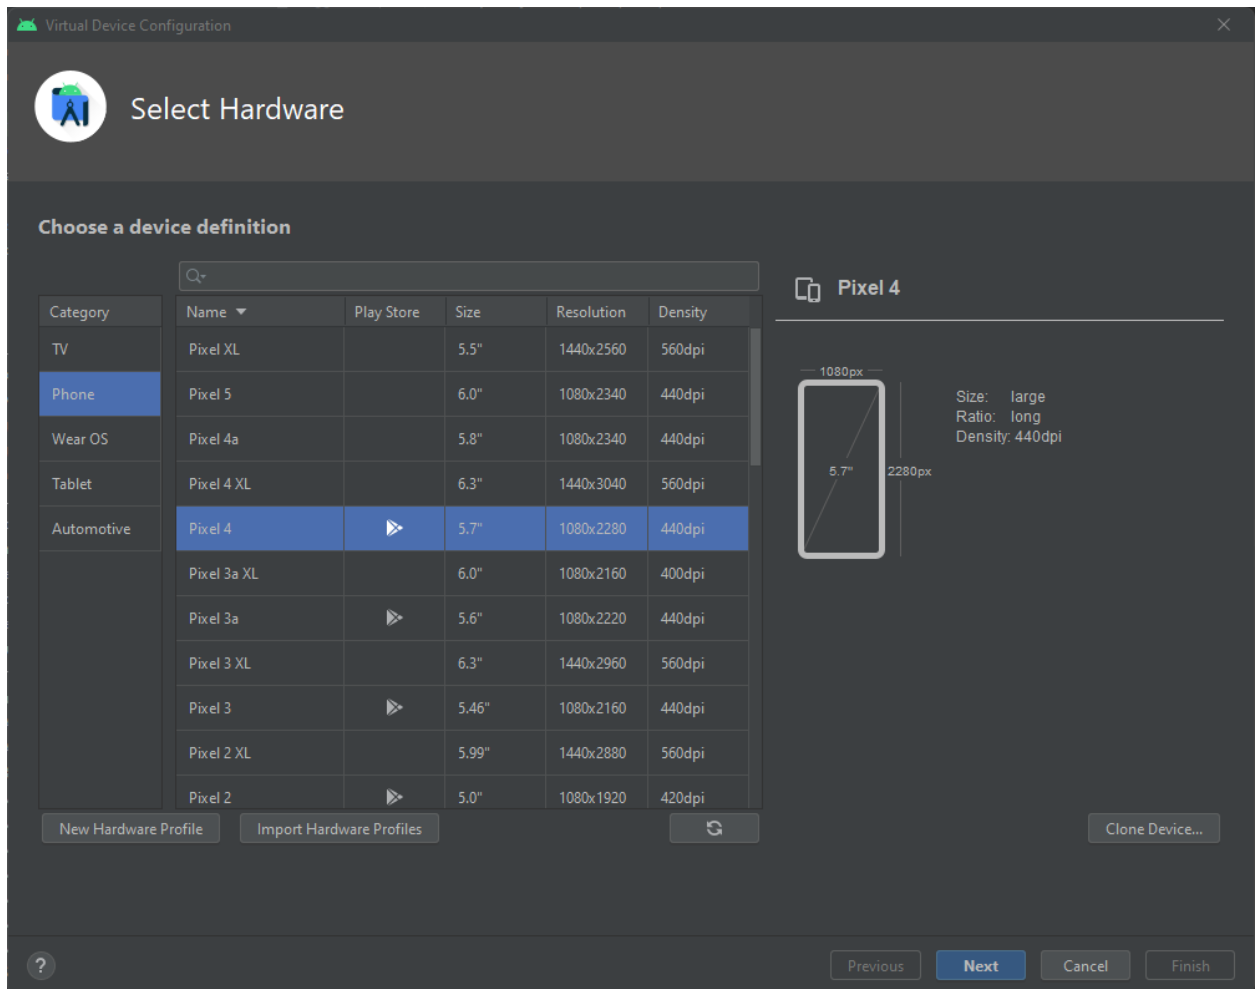 Virtual Device Configuration
Select Hardware
Choose a device definition
Category
TV
Phone
Wear OS
Tablet
Automotive
Name Play Store Size Resolution Density
Pixel XL 5.5" 1440x2560 560dpi
Pixel 5 6.0" 1080x2340 440dpi
Pixel 4a 5.8" 1080x2340 440dpi
Pixel 4 XL 6.3" 1440x3040 560dpi
Pixel 4 5.7" 1080x2280 440dpi
Pixel 3a XL 6.0" 1080x2160 400dpi
Pixel 3a 5.6" 1080x2220 440dpi
Pixel 3 XL 6.3" 1440x2960 560dpi
Pixel 3 5.46" 1080x2160 440dpi
Pixel 2 XL 5.99" 1440x2880 560dpi
Pixel 2 5.0" 1080x1920 420dpi
Pixel 4
1080px
5.7"
2280px
Size: large
Ratio: long
Density: 440dpi
New Hardware Profile
Import Hardware Profiles
Clone Device...
?
Previous
Next
Cancel
Finish